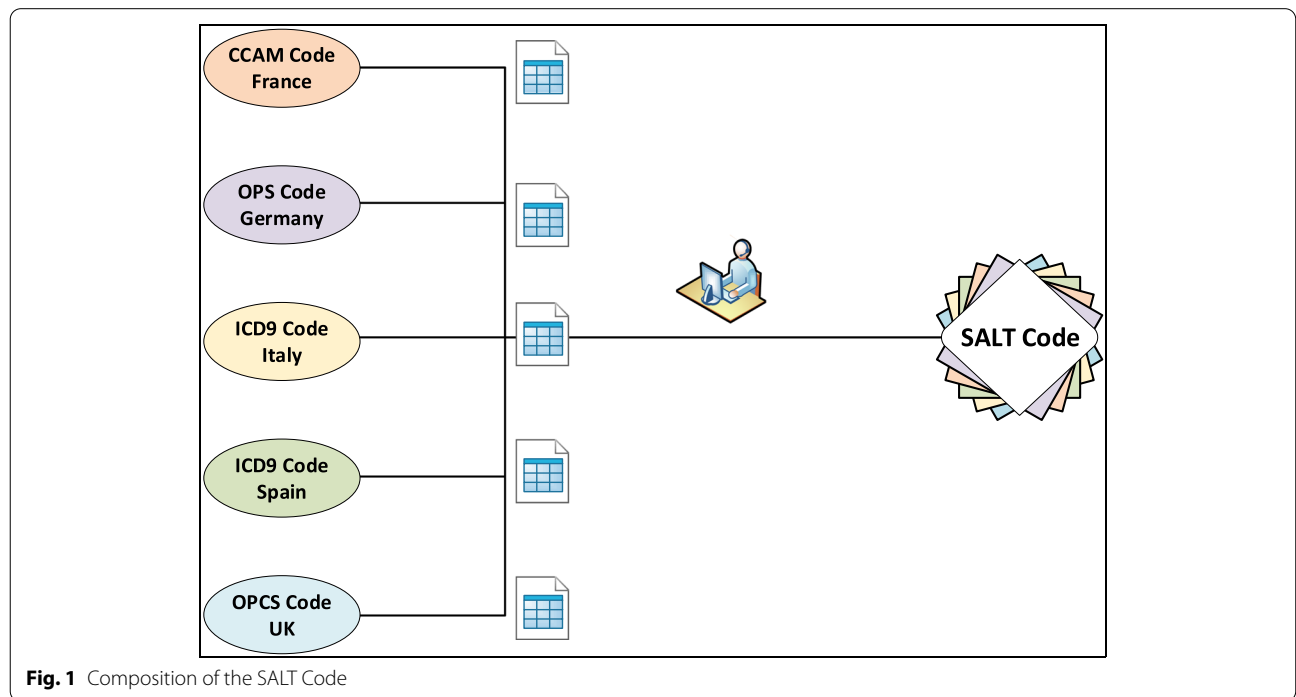 CCAM Code
France
OPS Code
Germany
ICD9 Code
Italy
SALT Code
ICD9 Code
Spain
OPCS Code
UK
Fig. 1 Composition of the SALT Code